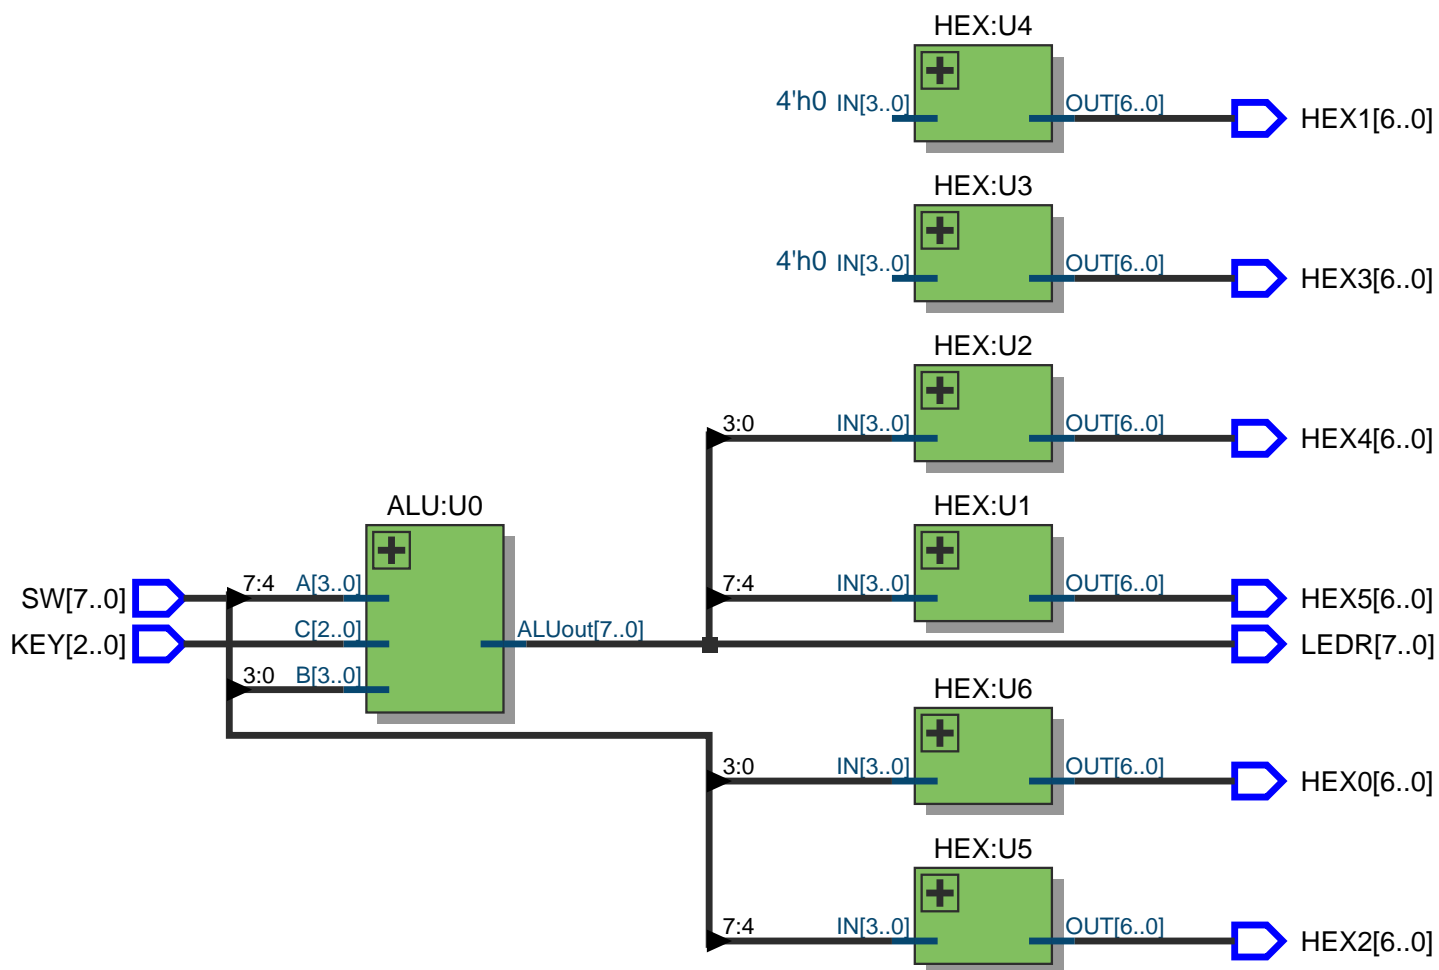 HEX:U4
4'h0 IN[3..0] OUT[6..0] HEX1[6..0]
HEX:U3
4'h0 IN[3..0] OUT[6..0] HEX3[6..0]
HEX:U2
3:0 IN[3..0] OUT[6..0] HEX4[6..0]
ALU:U0 HEX:U1
SW[7..0] 7:4 A[3..0] 7:4 IN[3..0] OUT[6..0] HEX5[6..0]
KEY[2..0] C[2..0] ALUout[7..0] LEDR[7..0]
3:0 B[3..0] HEX:U6
3:0 IN[3..0] OUT[6..0] HEX0[6..0]
HEX:U5
7:4 IN[3..0] OUT[6..0] HEX2[6..0]